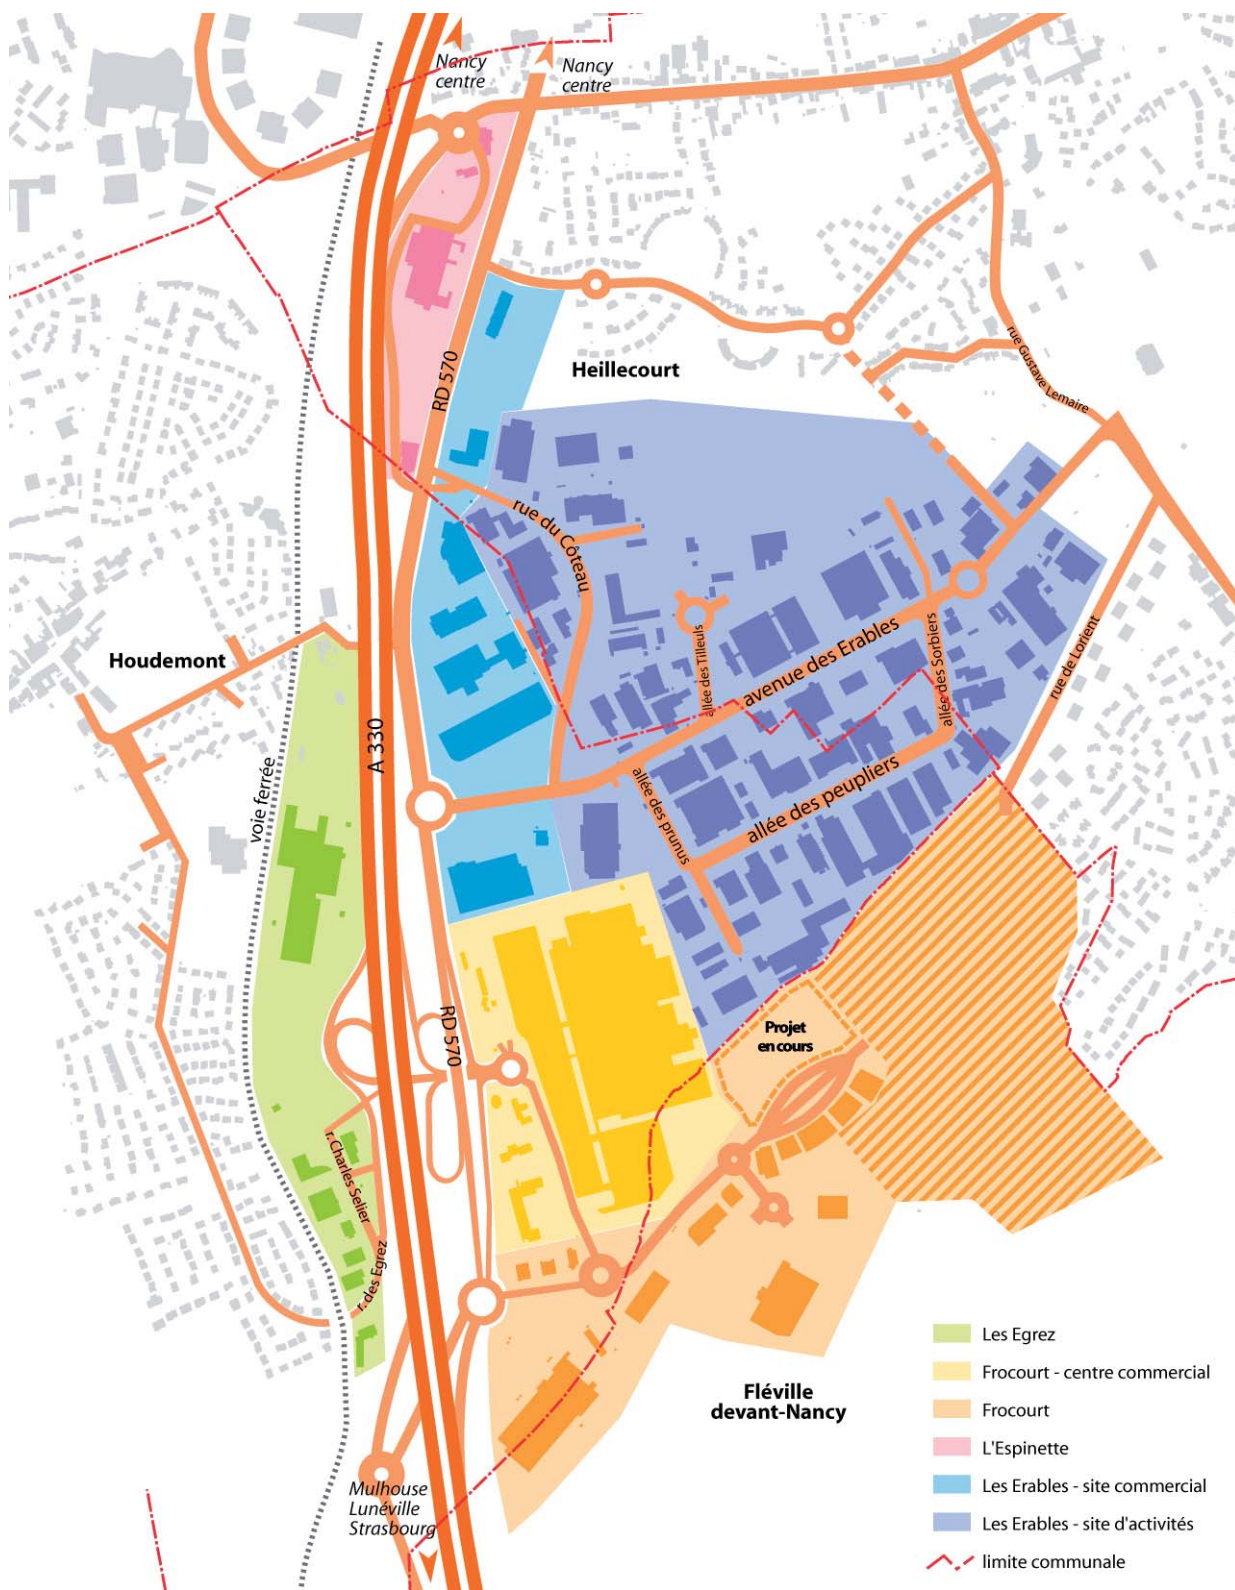 Nancy
centre
Nancy
centre
RD 570
Heillecourt
rue Gustave Lemaire
rue du Côteau
Houdemont
allée des Tilleuls
avenue des Erables
allée des Sorbiers
rue de Lorient
A 330
voie ferrée
allée des prunus
allée des peupliers
RD 570
Projet
en cours
r. Charles Selier
r. des Egrez
Fléville
devant-Nancy
Mulhouse
Lunéville
Strasbourg
Les Egrez
Frocourt - centre commercial
Frocourt
L'Espinette
Les Erables - site commercial
Les Erables - site d'activités
limite communale